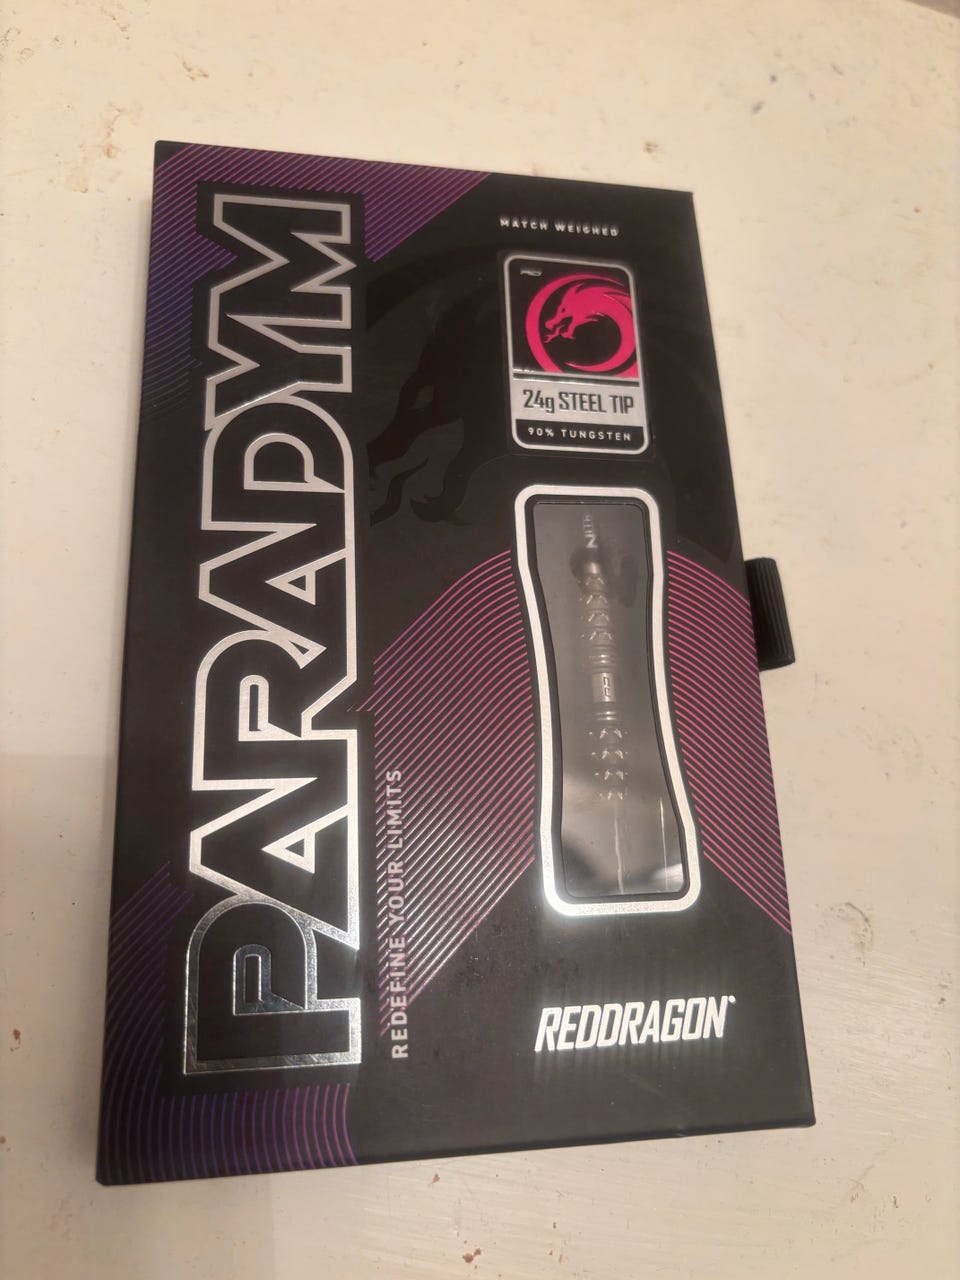 PARADYM
REDEFINE YOUR LIMITS
MATCH WEIGHED
24g STEEL TIP
90% TUNGSTEN
REDDRAGON